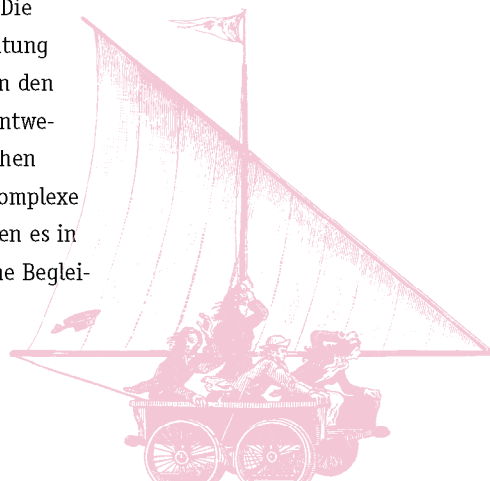 Die
tung
n den
ntwe-
hen
omplexe
en es in
ne Beglei-